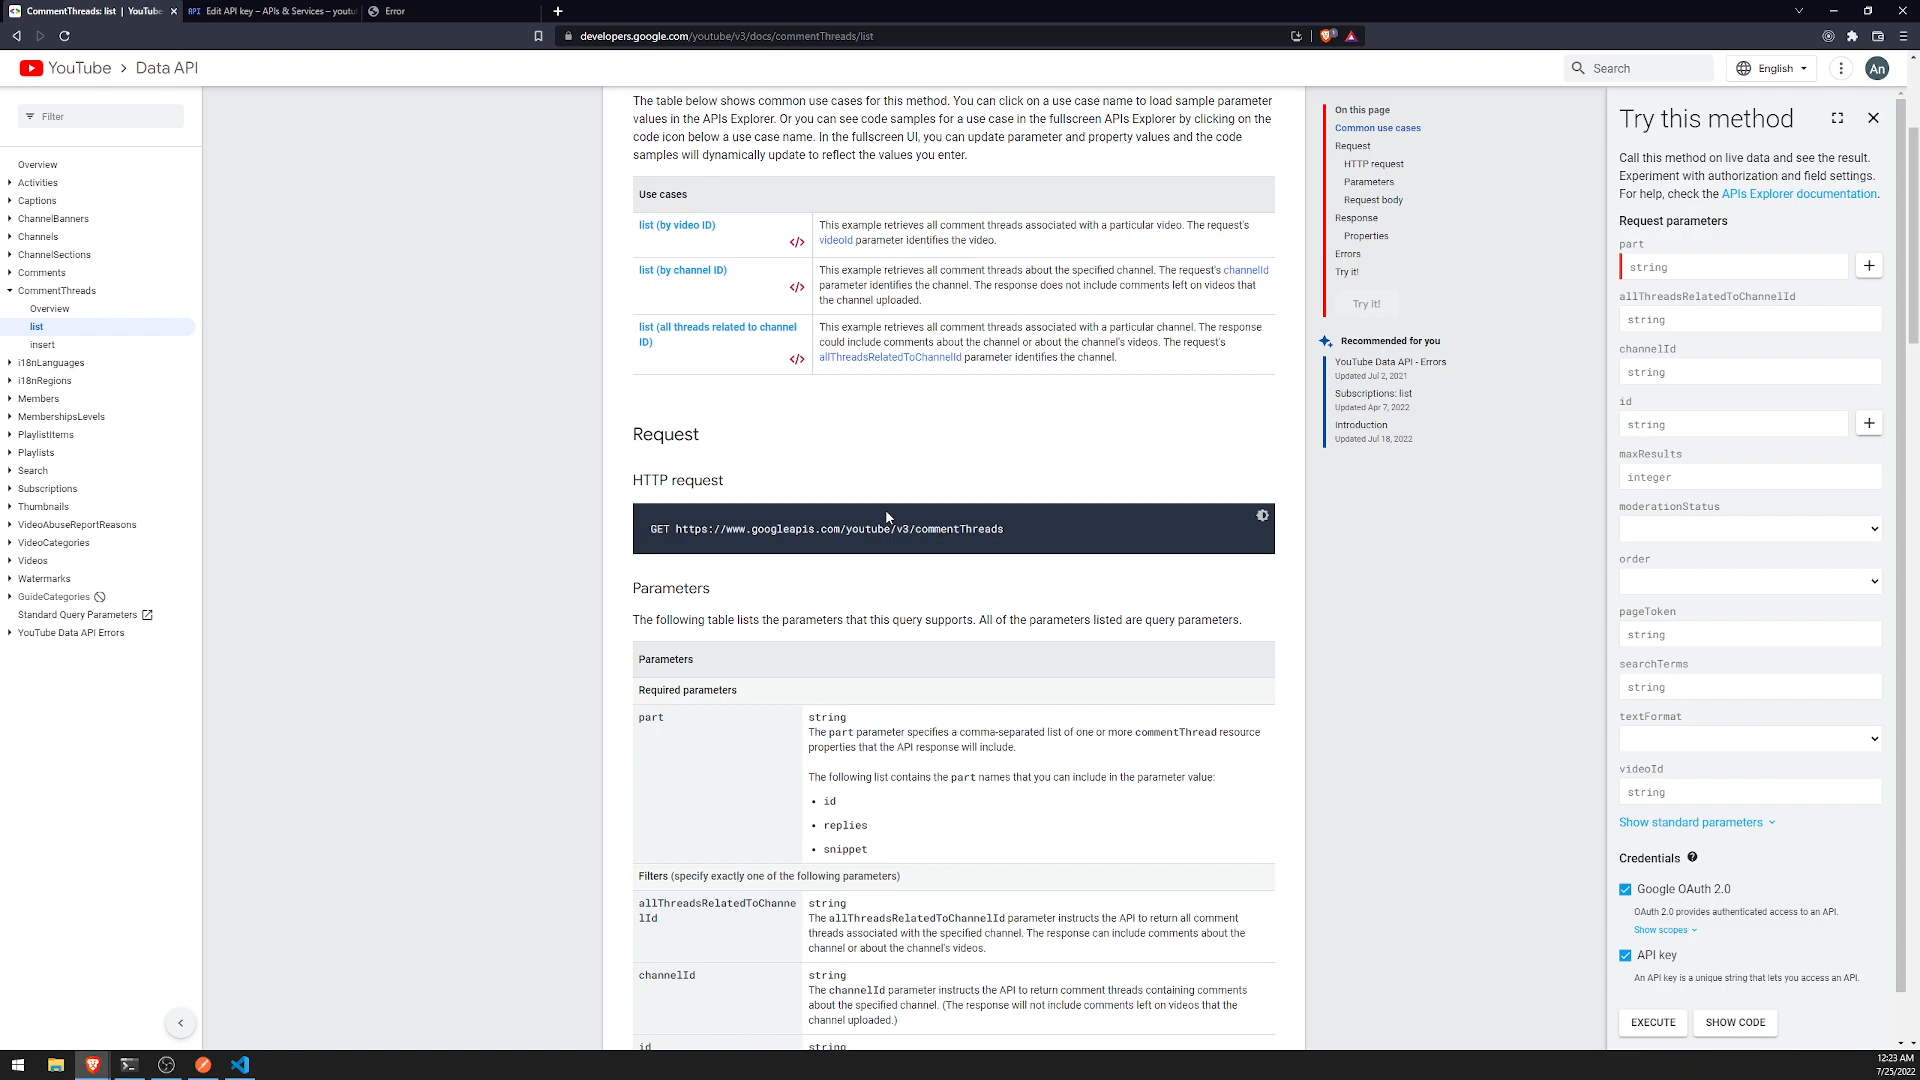 CommentThreads: list | YouTube
Edit API key – APIs & Services – youtu
Error
developers.google.com/youtube/v3/docs/commentThreads/list
YouTube > Data API
Search
English
An
Filter
Overview
Activities
Captions
ChannelBanners
Channels
ChannelSections
Comments
CommentThreads
Overview
list
insert
i18nLanguages
i18nRegions
Members
MembershipsLevels
PlaylistItems
Playlists
Search
Subscriptions
Thumbnails
VideoAbuseReportReasons
VideoCategories
Videos
Watermarks
GuideCategories
Standard Query Parameters
YouTube Data API Errors
The table below shows common use cases for this method. You can click on a use case name to load sample parameter
values in the APIs Explorer. Or you can see code samples for a use case in the fullscreen APIs Explorer by clicking on the
code icon below a use case name. In the fullscreen UI, you can update parameter and property values and the code
samples will dynamically update to reflect the values you enter.
Use cases
list (by video ID)
</>
This example retrieves all comment threads associated with a particular video. The request's
videoId parameter identifies the video.
list (by channel ID)
</>
This example retrieves all comment threads about the specified channel. The request's channelId
parameter identifies the channel. The response does not include comments left on videos that
the channel uploaded.
list (all threads related to channel
ID)
</>
This example retrieves all comment threads associated with a particular channel. The response
could include comments about the channel or about the channel's videos. The request's
allThreadsRelatedToChannelId parameter identifies the channel.
Request
HTTP request
GET https://www.googleapis.com/youtube/v3/commentThreads
Parameters
The following table lists the parameters that this query supports. All of the parameters listed are query parameters.
Parameters
Required parameters
part
string
The part parameter specifies a comma-separated list of one or more commentThread resource
properties that the API response will include.
The following list contains the part names that you can include in the parameter value:
• id
• replies
• snippet
Filters (specify exactly one of the following parameters)
allThreadsRelatedToChanne
lId
string
The allThreadsRelatedToChannelId parameter instructs the API to return all comment
threads associated with the specified channel. The response can include comments about the
channel or about the channel's videos.
channelId
string
The channelId parameter instructs the API to return comment threads containing comments
about the specified channel. (The response will not include comments left on videos that the
channel uploaded.)
id
string
On this page
Common use cases
Request
HTTP request
Parameters
Request body
Response
Properties
Errors
Try it!
Try it!
Recommended for you
YouTube Data API - Errors
Updated Jul 2, 2021
Subscriptions: list
Updated Apr 7, 2022
Introduction
Updated Jul 18, 2022
Try this method
Call this method on live data and see the result.
Experiment with authorization and field settings.
For help, check the APIs Explorer documentation.
Request parameters
part
string
allThreadsRelatedToChannelId
string
channelId
string
id
string
maxResults
integer
moderationStatus
order
pageToken
string
searchTerms
string
textFormat
videoId
string
Show standard parameters
Credentials
Google OAuth 2.0
OAuth 2.0 provides authenticated access to an API.
Show scopes
API key
An API key is a unique string that lets you access an API.
EXECUTE
SHOW CODE
12:23 AM
7/25/2022